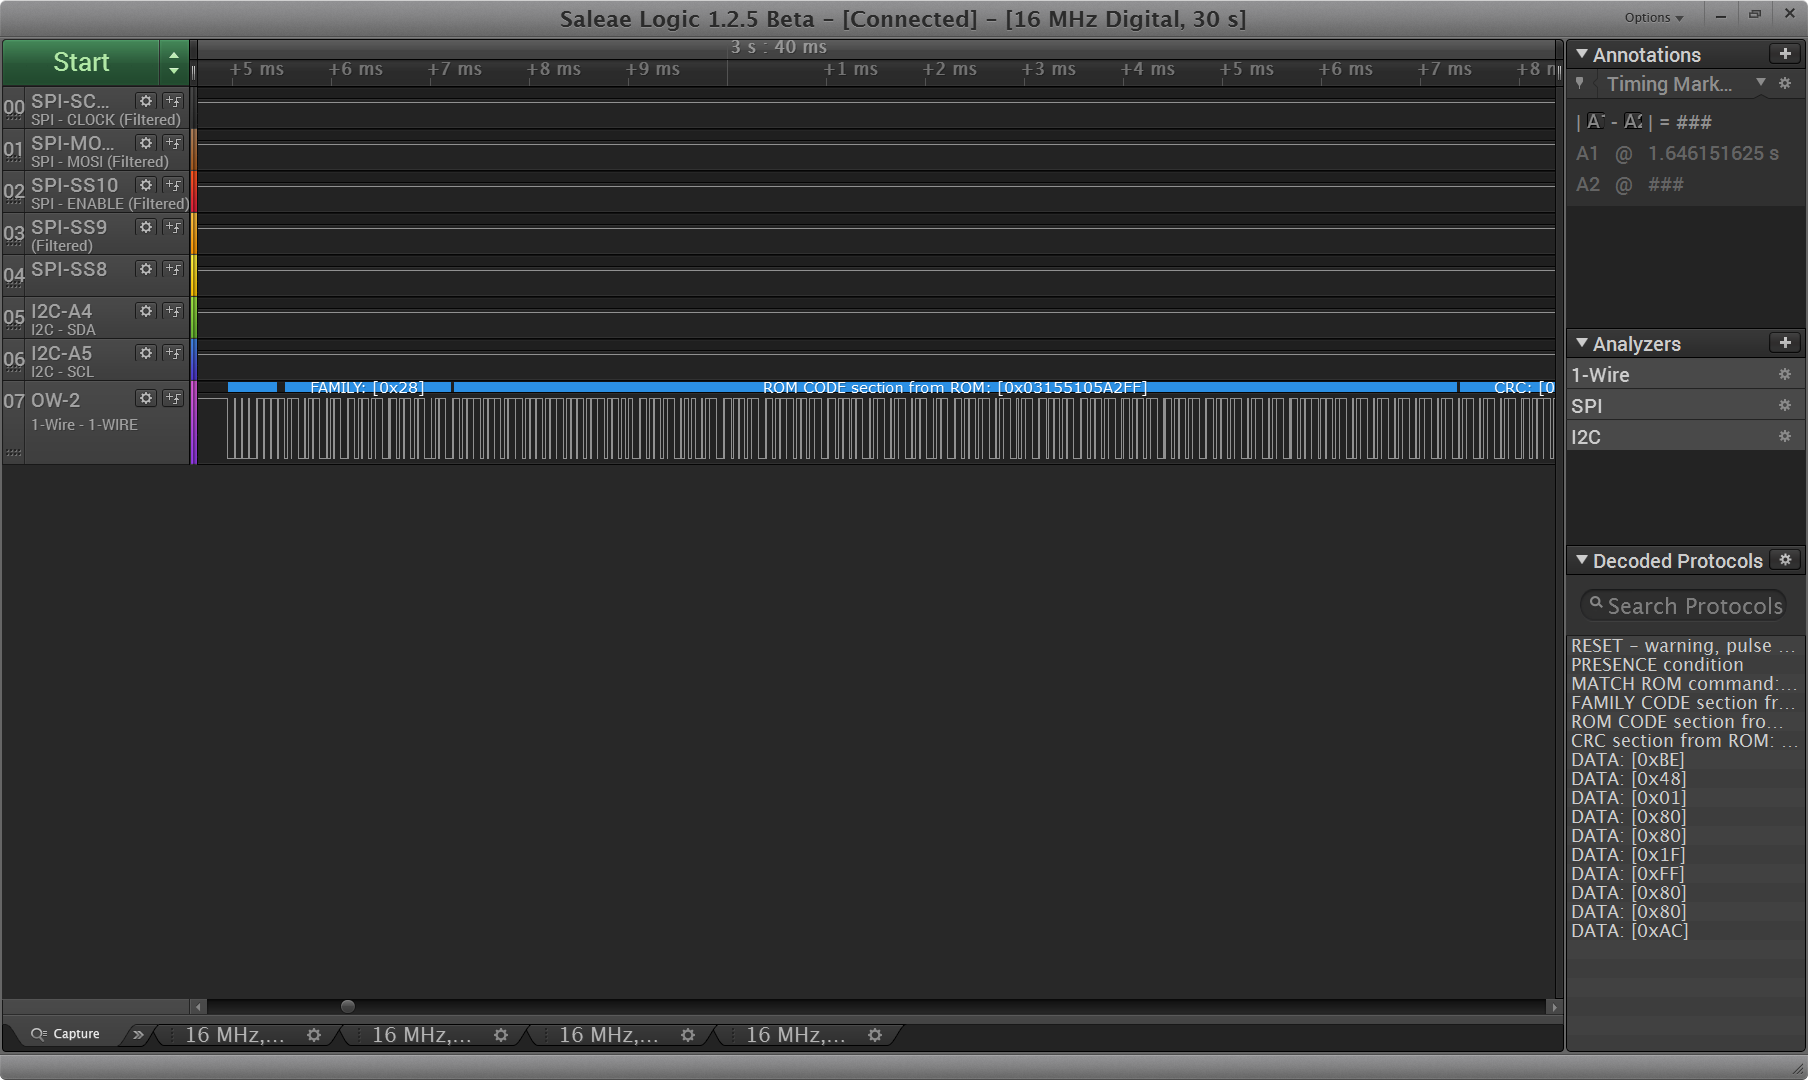 Saleae Logic 1.2.5 Beta - [Connected] - [16 MHz Digital, 30 s]
Options
Start
3 s : 40 ms
+5 ms +6 ms +7 ms +8 ms +9 ms +1 ms +2 ms +3 ms +4 ms +5 ms +6 ms +7 ms +8 m
00 SPI-SC...
SPI - CLOCK (Filtered)
01 SPI-MO...
SPI - MOSI (Filtered)
02 SPI-SS10
SPI - ENABLE (Filtered)
03 SPI-SS9
(Filtered)
04 SPI-SS8
05 I2C-A4
I2C - SDA
06 I2C-A5
I2C - SCL
07 OW-2
1-Wire - 1-WIRE
FAMILY: [0x28] ROM CODE section from ROM: [0x03155105A2FF] CRC: [0
Annotations
Timing Mark...
| A1 - A2 | = ###
A1 @ 1.646151625 s
A2 @ ###
Analyzers
1-Wire
SPI
I2C
Decoded Protocols
Search Protocols
RESET - warning, pulse ...
PRESENCE condition
MATCH ROM command:...
FAMILY CODE section fr...
ROM CODE section fro...
CRC section from ROM: ...
DATA: [0xBE]
DATA: [0x48]
DATA: [0x01]
DATA: [0x80]
DATA: [0x80]
DATA: [0x1F]
DATA: [0xFF]
DATA: [0x80]
DATA: [0x80]
DATA: [0xAC]
Capture 16 MHz,... 16 MHz,... 16 MHz,... 16 MHz,...